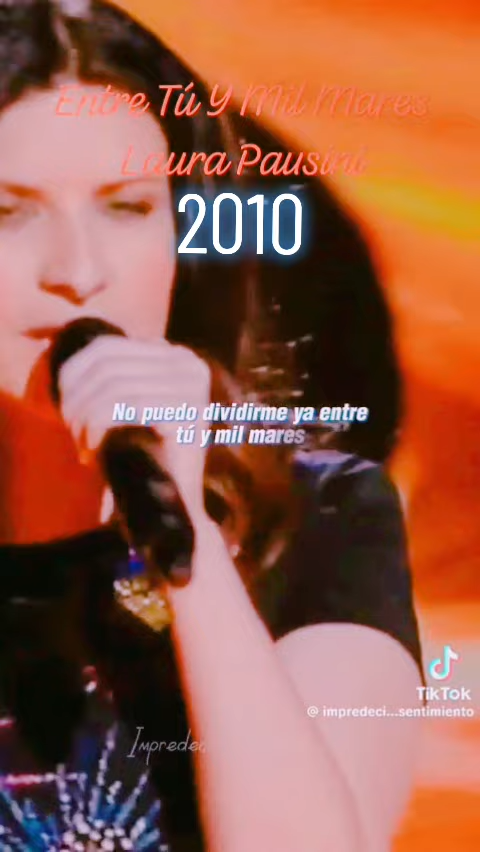 Entre Tú Y Mil Mares
Laura Pausini
2010
No puedo dividirme ya entre
tú y mil mares
TikTok
@ impredeci...sentimiento